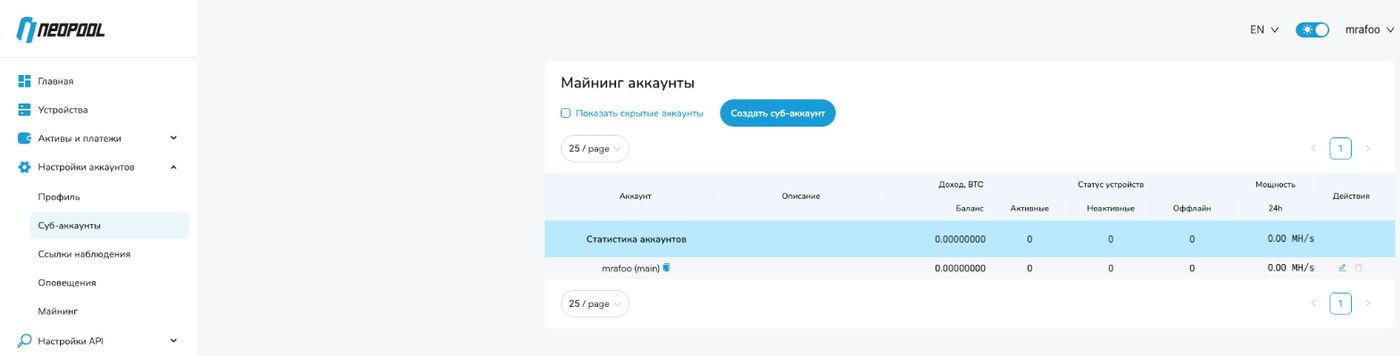 NEOPOOL
EN
mrafoo
Главная
Устройства
Активы и платежи
Настройки аккаунтов
Профиль
Суб-аккаунты
Ссылки наблюдения
Оповещения
Майнинг
Настройки API
Майнинг аккаунты
Показать скрытые аккаунты Создать суб-аккаунт
25 / page 1
Аккаунт Описание Доход, BTC Статус устройств Мощность Действия
Баланс Активные Неактивные Оффлайн 24h
Статистика аккаунтов 0.00000000 0 0 0 0.00 MH/s
mrafoo (main) 0.00000000 0 0 0 0.00 MH/s
25 / page 1